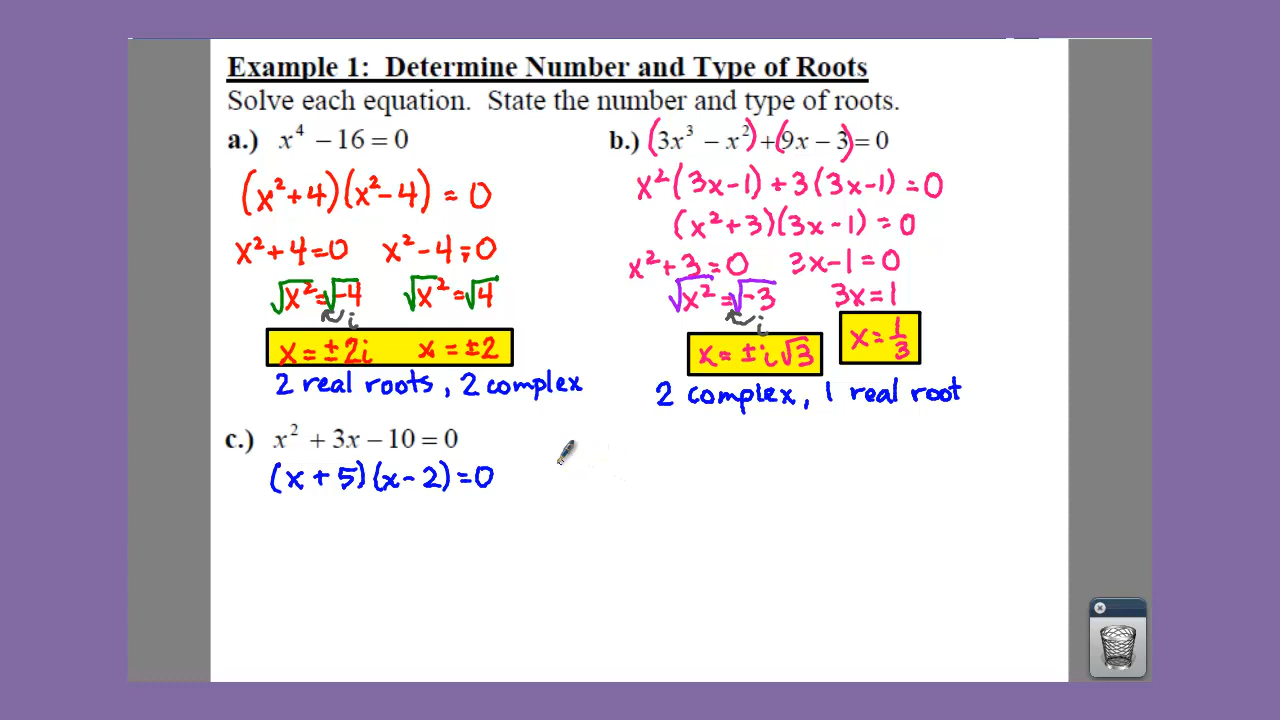 Example 1: Determine Number and Type of Roots
Solve each equation. State the number and type of roots.
a.) x⁴ − 16 = 0
(x² + 4)(x² − 4) = 0
x² + 4 = 0 x² − 4 = 0
√x² = √−4 √x² = √4
i
x = ±2i x = ±2
2 real roots, 2 complex
b.) (3x³ − x²) + (9x − 3) = 0
x²(3x−1) + 3(3x−1) = 0
(x² + 3)(3x − 1) = 0
x² + 3 = 0 3x − 1 = 0
√x² = √−3 3x = 1
i
x = ±i√3 x = 1/3
2 complex, 1 real root
c.) x² + 3x − 10 = 0
(x + 5)(x − 2) = 0